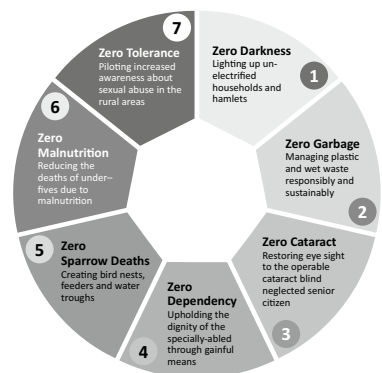 7
Zero Tolerance
Piloting increased
awareness about
sexual abuse in the
rural areas
Zero Darkness
Lighting up un-
electrified
households and
hamlets
1
Zero Garbage
Managing plastic
and wet waste
responsibly and
sustainably
2
Zero Cataract
Restoring eye sight
to the operable
cataract blind
neglected senior
citizen
3
Zero
Dependency
Upholding the
dignity of the
specially-abled
through gainful
means
4
5
Zero
Sparrow Deaths
Creating bird nests,
feeders and water
troughs
6
Zero
Malnutrition
Reducing the
deaths of under–
fives due to
malnutrition